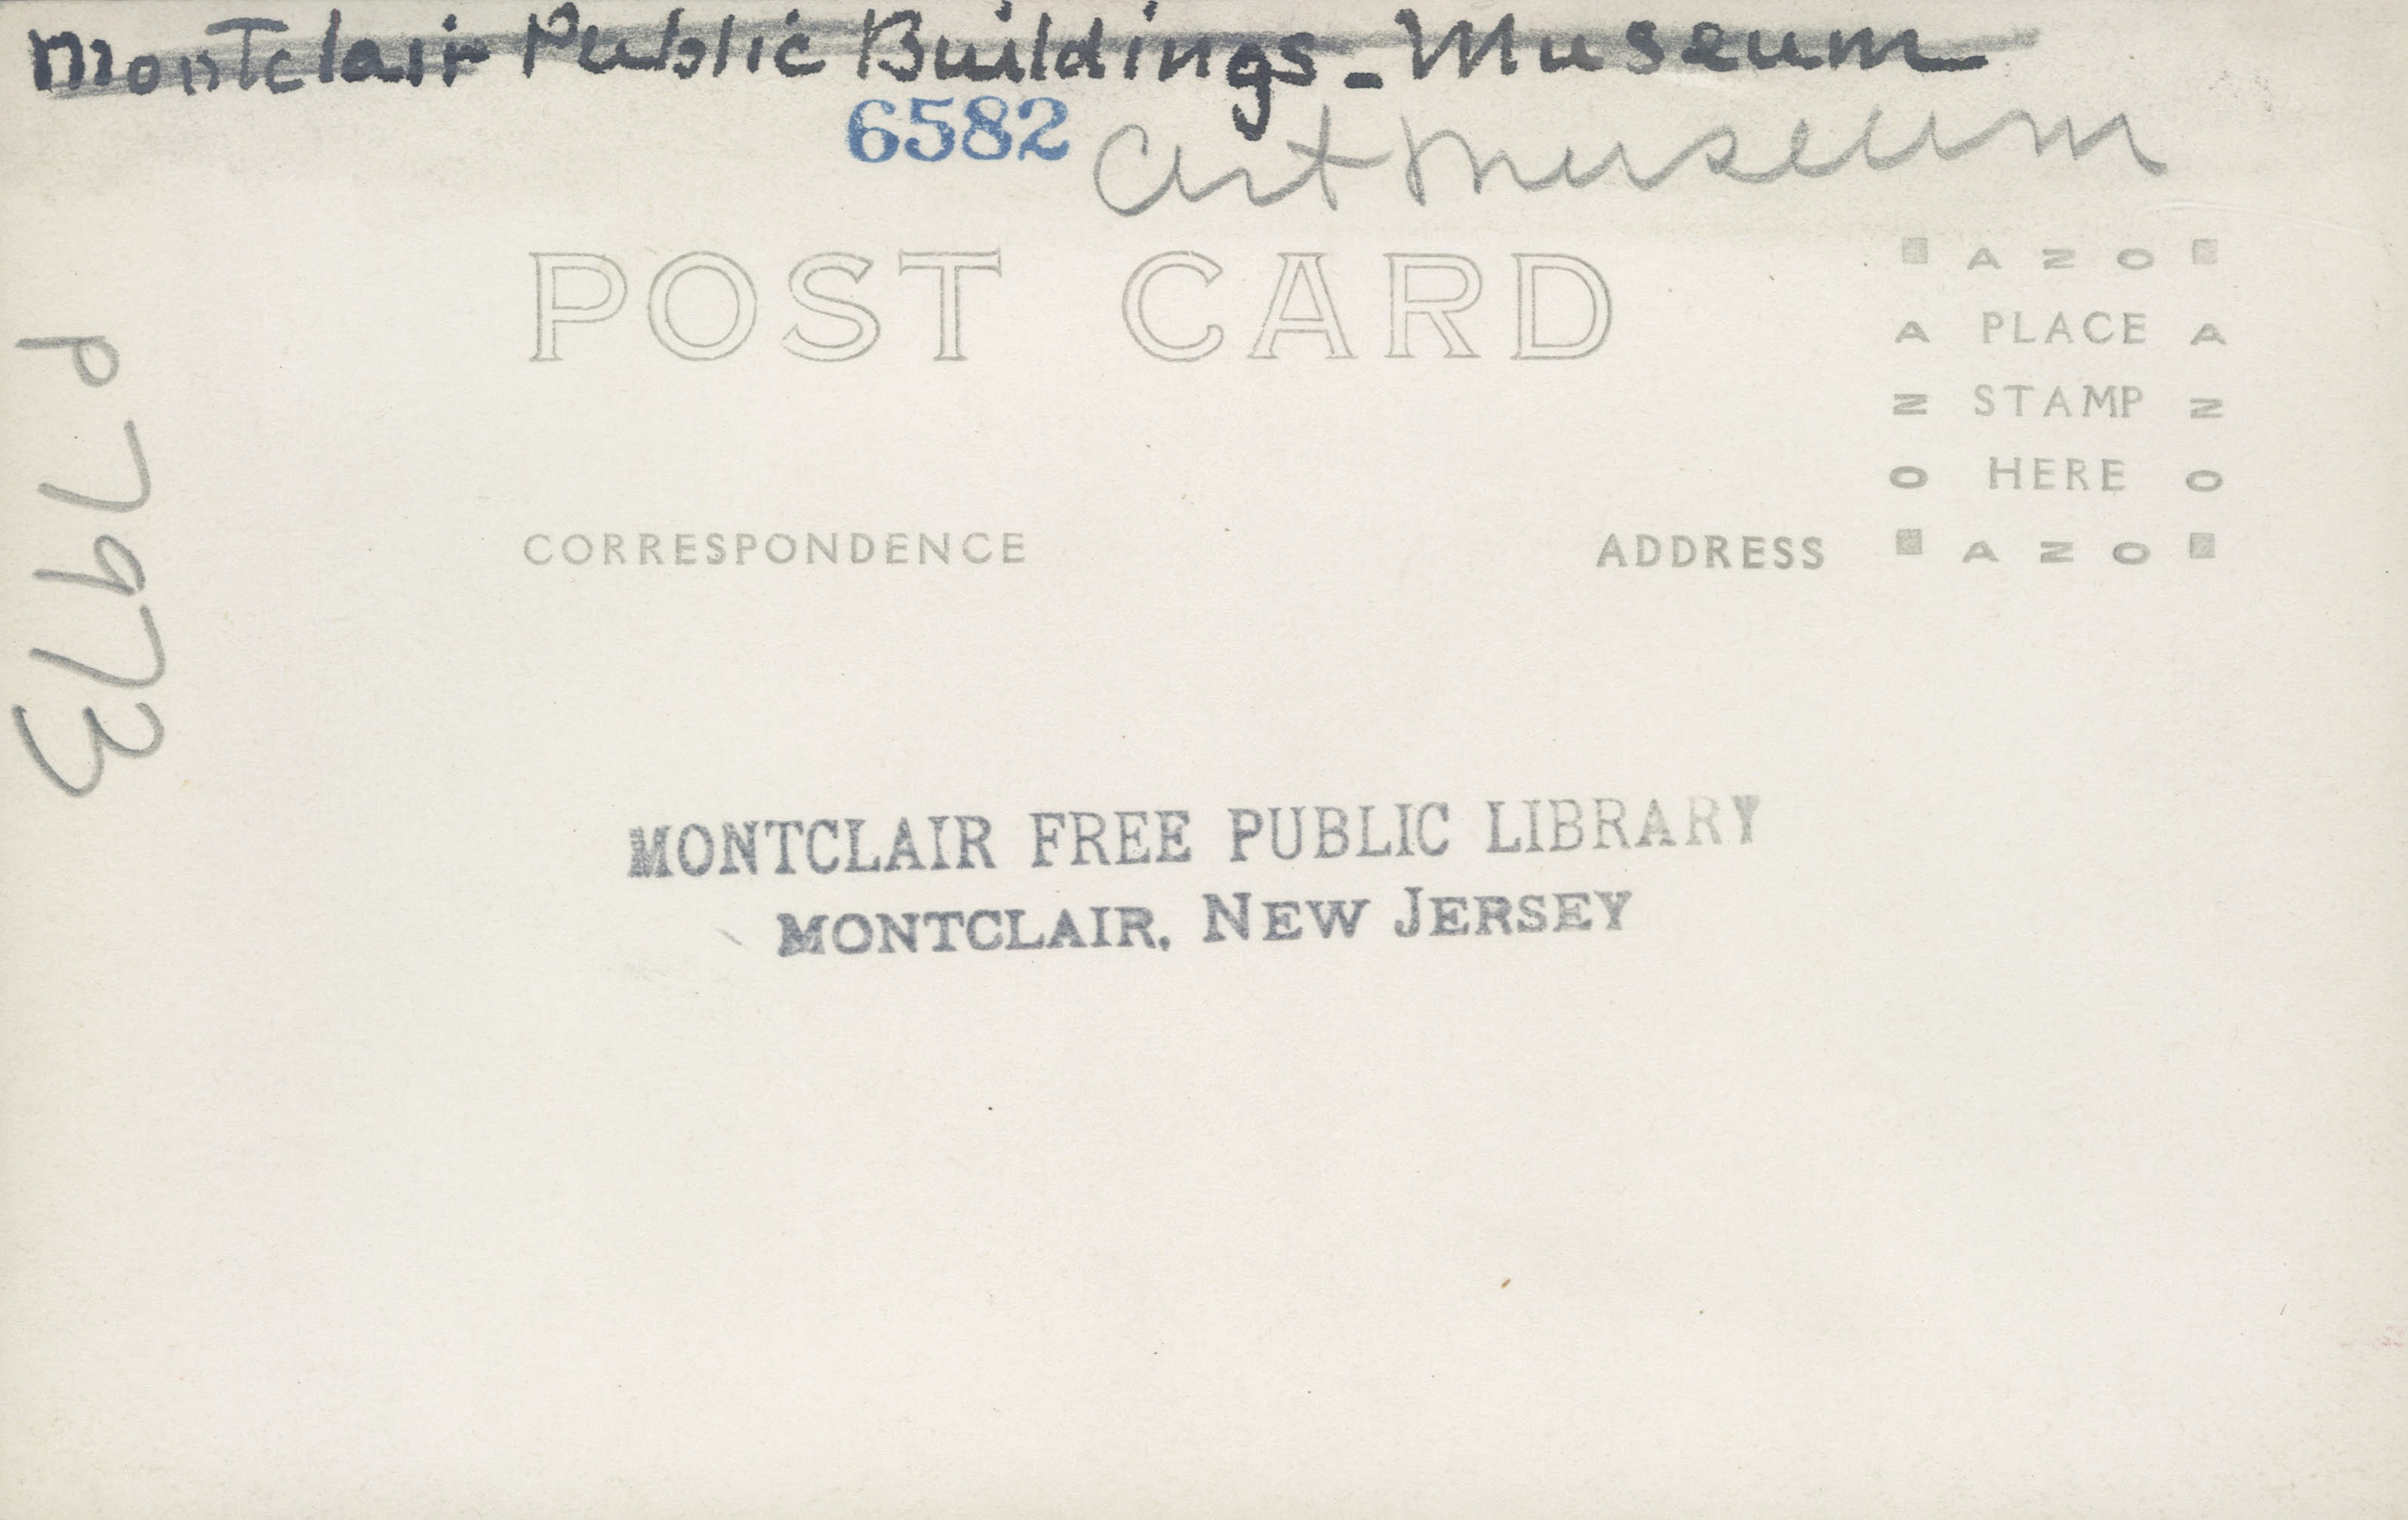 Montclair Public Buildings - Museum
6582
Art museum
POST CARD
AZO
A PLACE A
N STAMP N
O HERE O
CORRESPONDENCE
ADDRESS
AZO
P7973
MONTCLAIR FREE PUBLIC LIBRARY
MONTCLAIR, NEW JERSEY